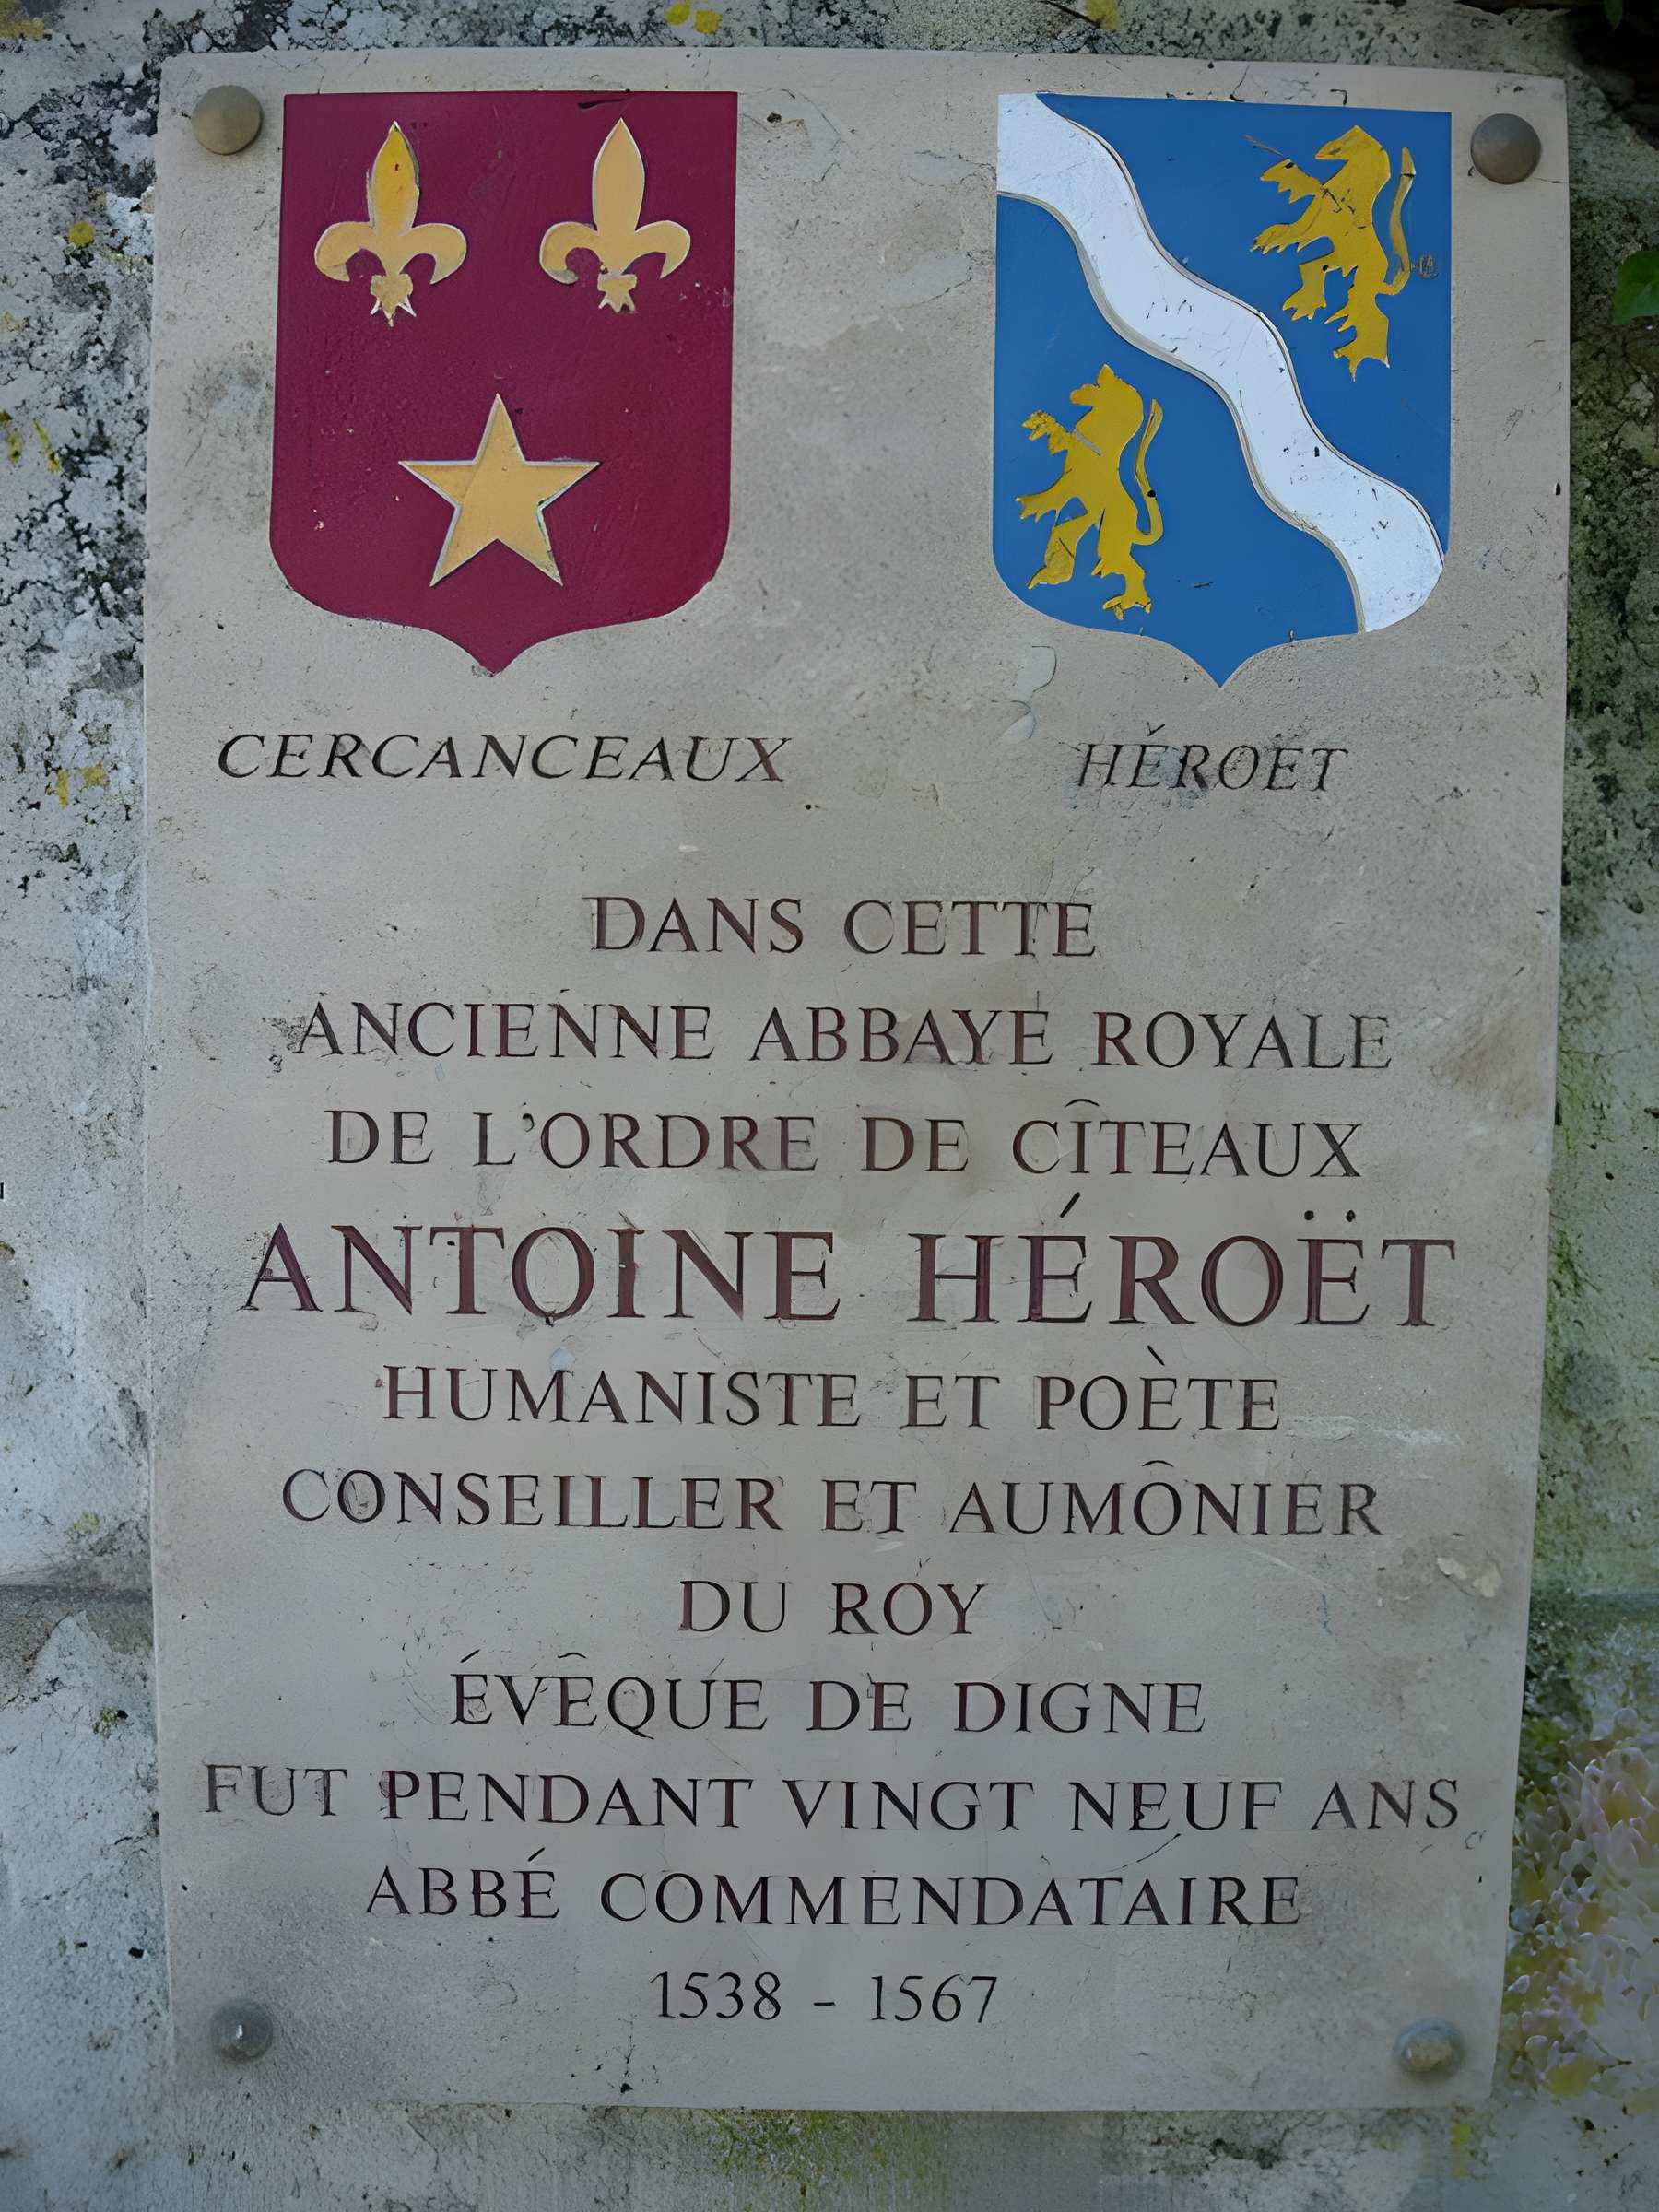 CERCANCEAUX HÉROËT
DANS CETTE
ANCIENNE ABBAYE ROYALE
DE L'ORDRE DE CÎTEAUX
ANTOINE HÉROËT
HUMANISTE ET POÈTE
CONSEILLER ET AUMÔNIER
DU ROY
ÉVÊQUE DE DIGNE
FUT PENDANT VINGT NEUF ANS
ABBÉ COMMENDATAIRE
1538 - 1567